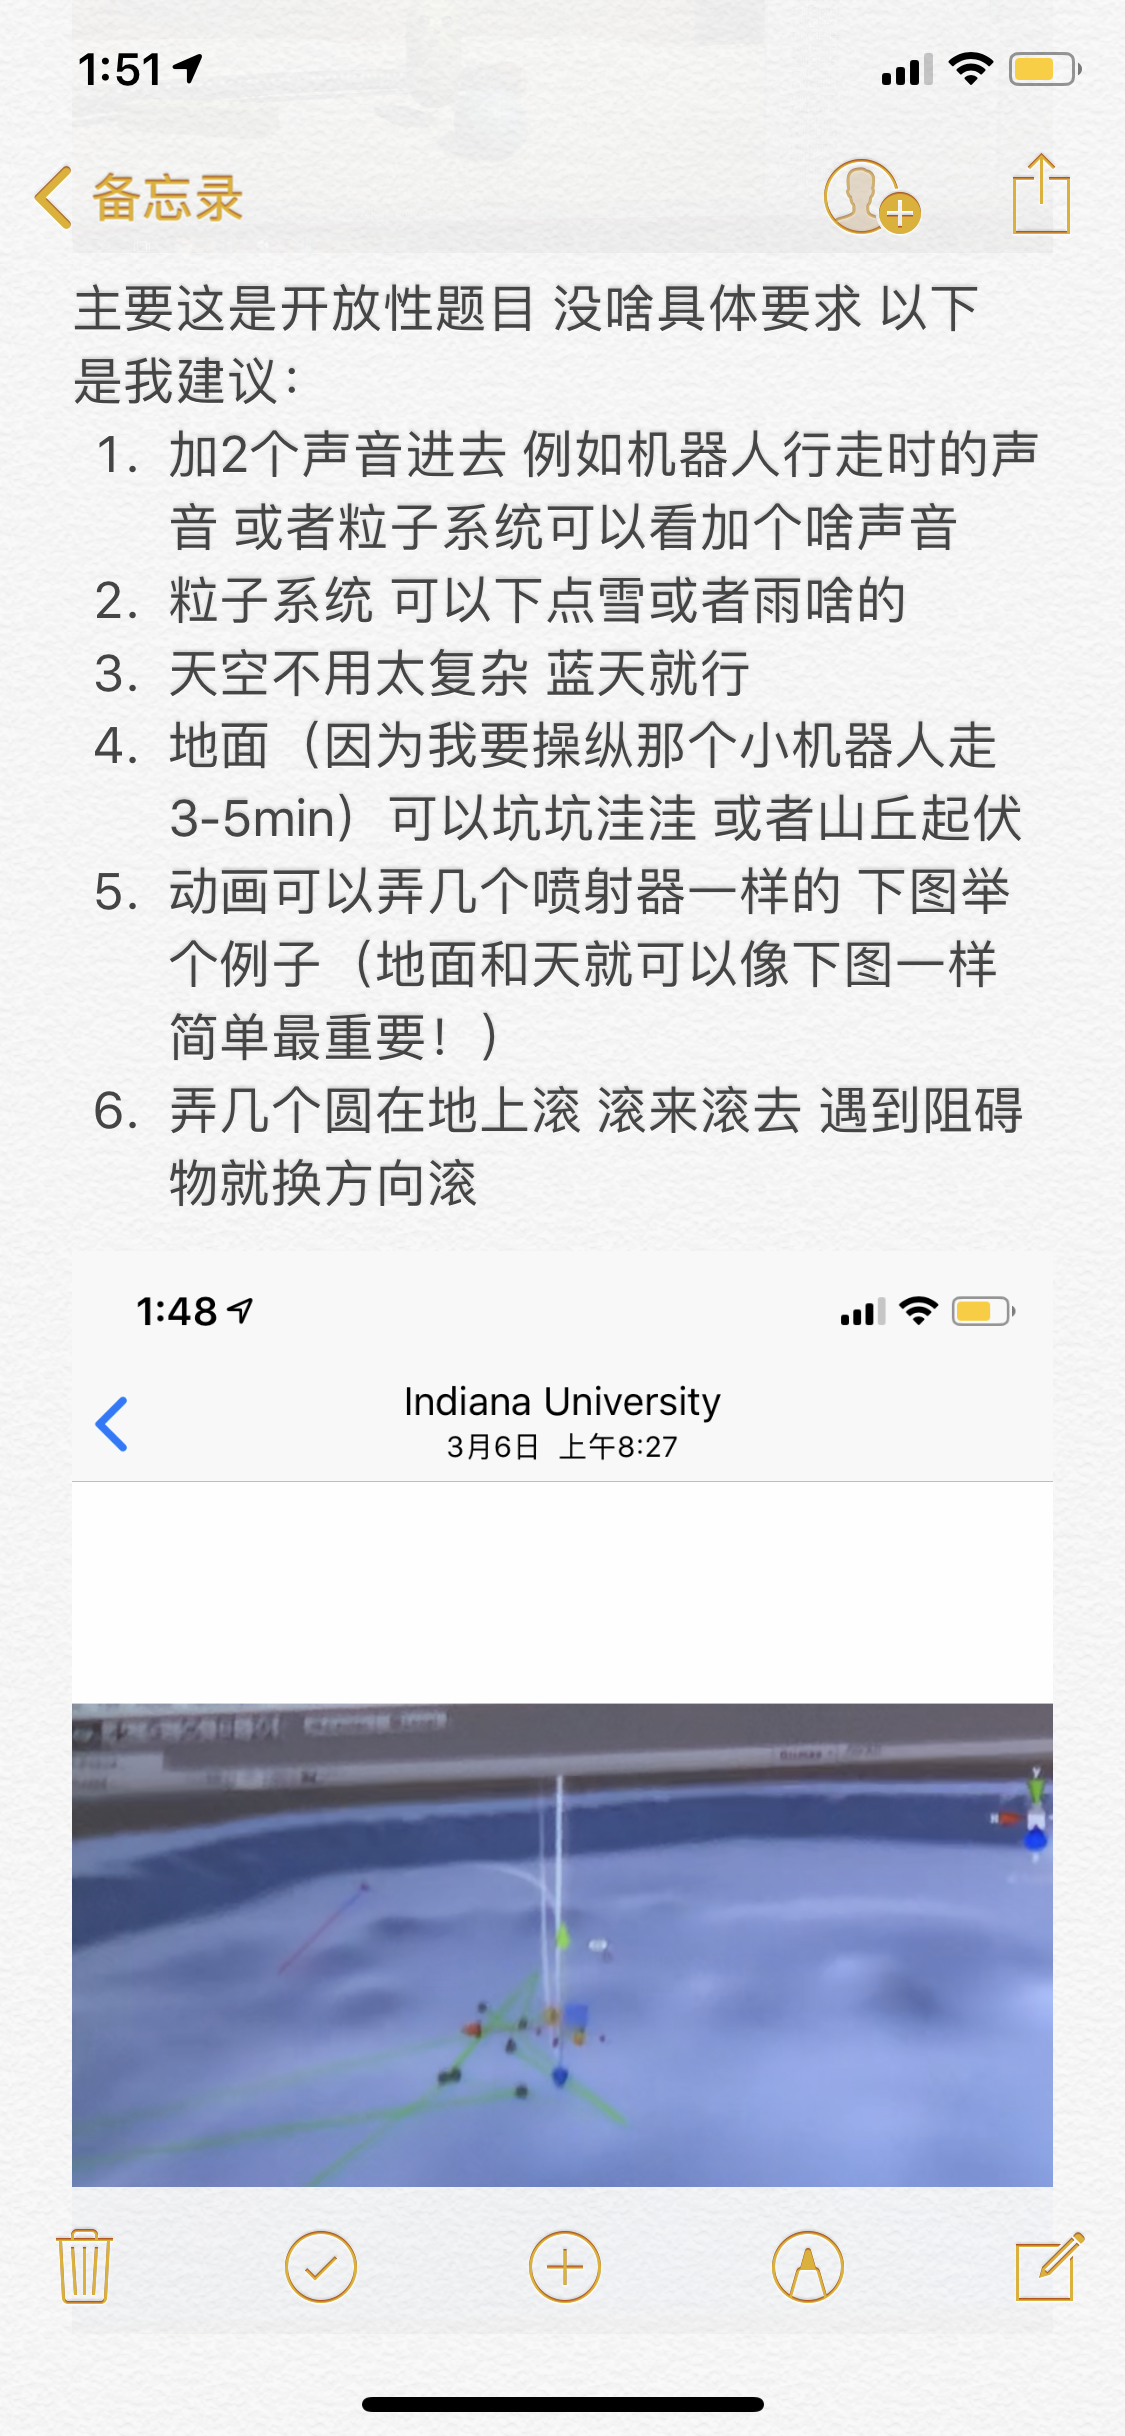 1:51
备忘录
主要这是开放性题目 没啥具体要求 以下
是我建议：
1. 加2个声音进去 例如机器人行走时的声
音 或者粒子系统可以看加个啥声音
2. 粒子系统 可以下点雪或者雨啥的
3. 天空不用太复杂 蓝天就行
4. 地面（因为我要操纵那个小机器人走
3-5min）可以坑坑洼洼 或者山丘起伏
5. 动画可以弄几个喷射器一样的 下图举
个例子（地面和天就可以像下图一样
简单最重要！）
6. 弄几个圆在地上滚 滚来滚去 遇到阻碍
物就换方向滚
1:48
Indiana University
3月6日 上午8:27
y